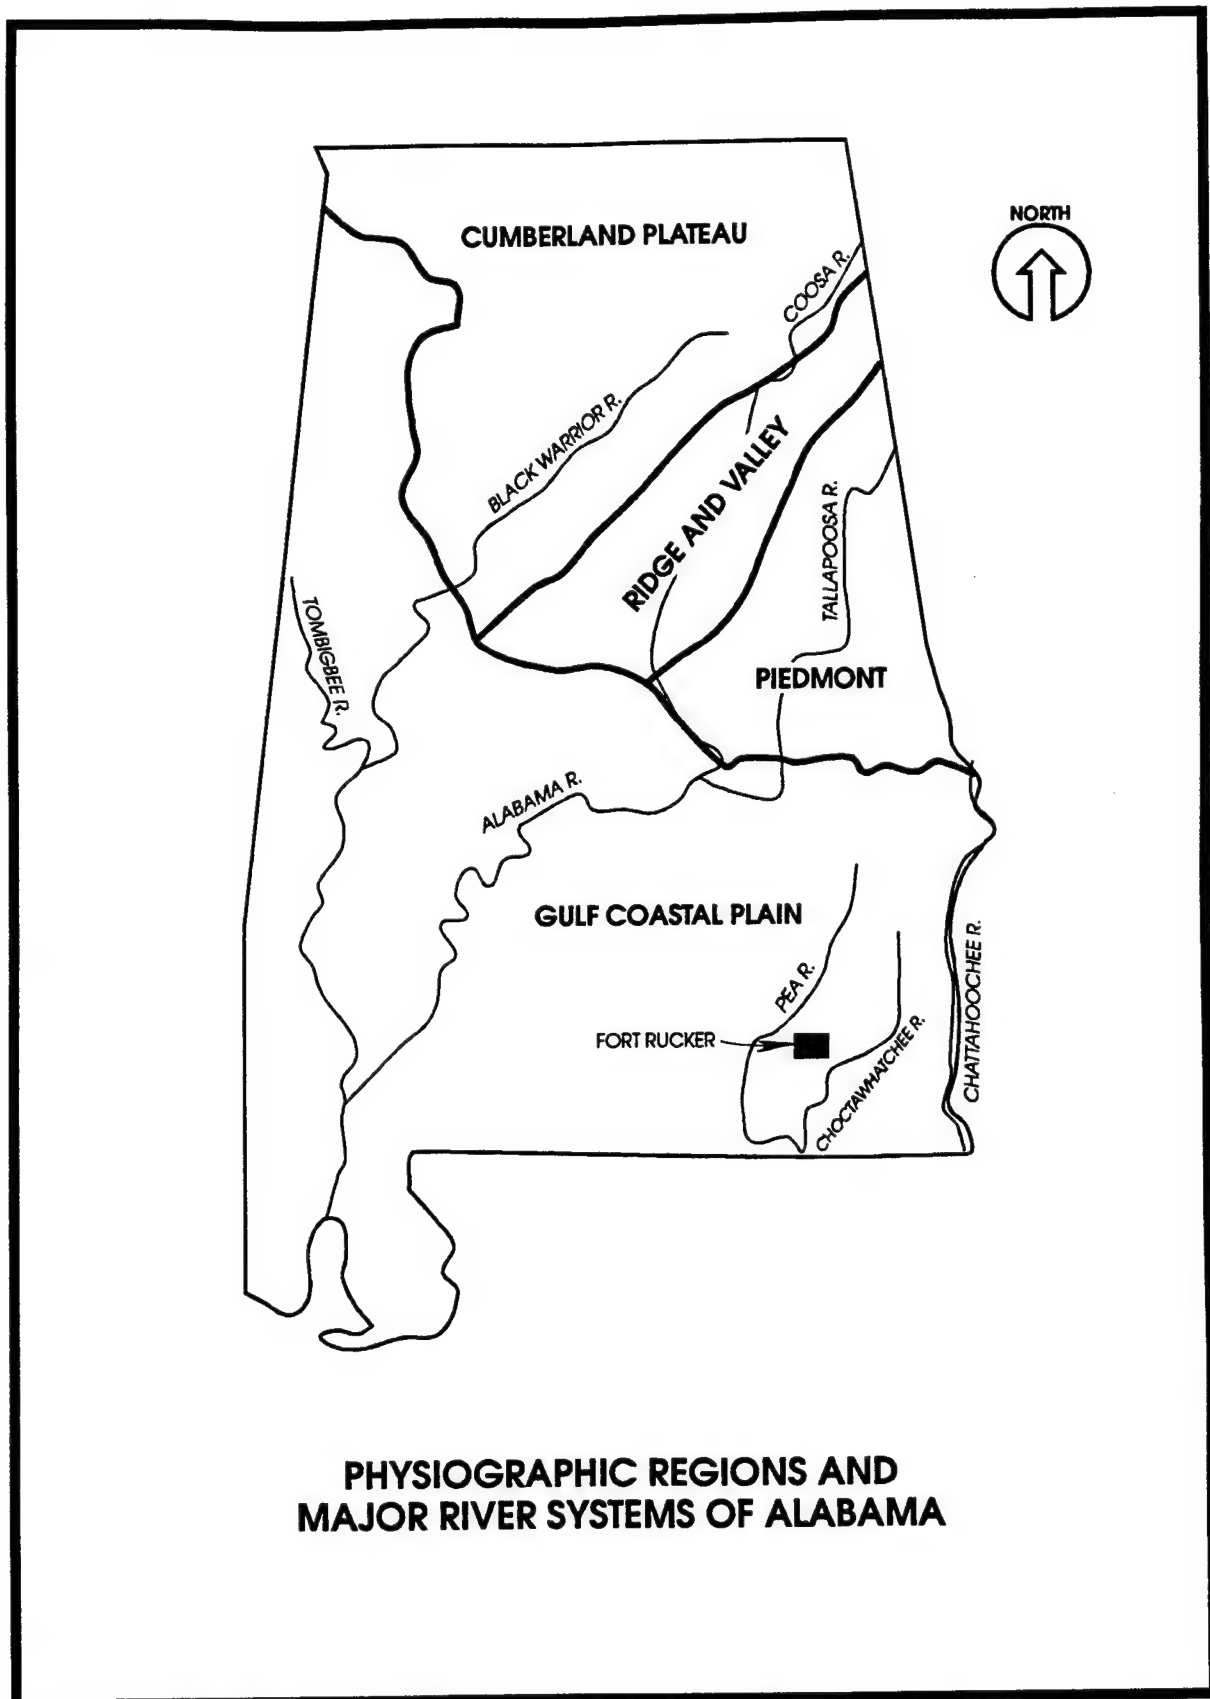 NORTH
CUMBERLAND PLATEAU
COOSA R.
BLACK WARRIOR R.
RIDGE AND VALLEY
TALLAPOOSA R.
TOMBIGBEE R.
PIEDMONT
ALABAMA R.
GULF COASTAL PLAIN
PEA R.
CHATTAHOOCHEE R.
FORT RUCKER
CHOCTAWHATCHEE R.
PHYSIOGRAPHIC REGIONS AND
MAJOR RIVER SYSTEMS OF ALABAMA